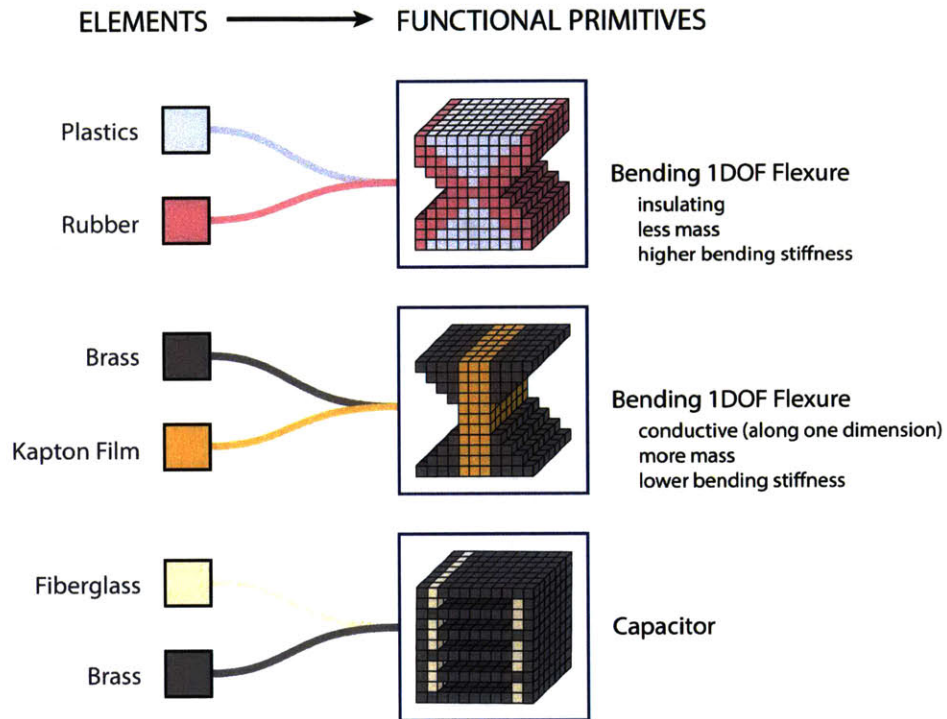 ELEMENTS
FUNCTIONAL PRIMITIVES
Plastics
Rubber
Bending 1DOF Flexure
insulating
less mass
higher bending stiffness
Brass
Kapton Film
Bending 1DOF Flexure
conductive (along one dimension)
more mass
lower bending stiffness
Fiberglass
Brass
Capacitor